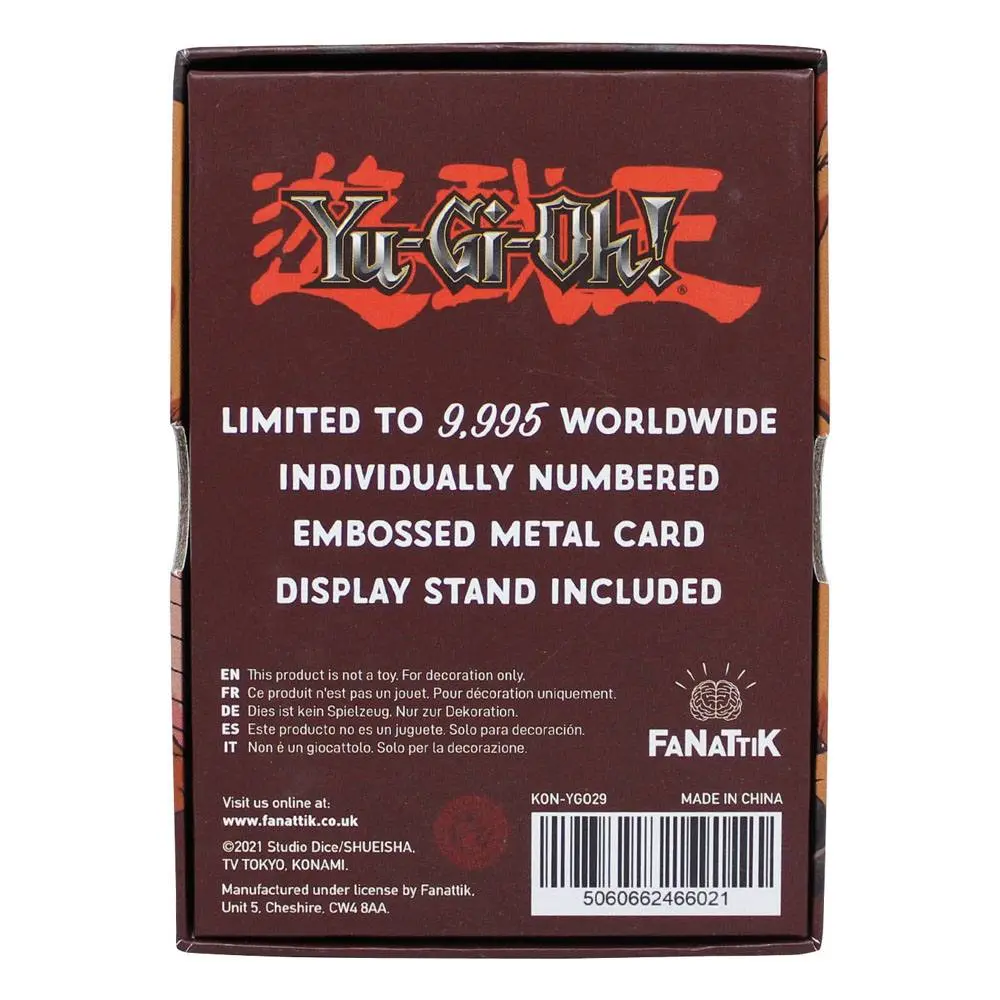 遊戯王
Yu-Gi-Oh!
®
LIMITED TO 9,995 WORLDWIDE
INDIVIDUALLY NUMBERED
EMBOSSED METAL CARD
DISPLAY STAND INCLUDED
EN This product is not a toy. For decoration only.
FR Ce produit n'est pas un jouet. Pour décoration uniquement.
DE Dies ist kein Spielzeug. Nur zur Dekoration.
ES Este producto no es un juguete. Solo para decoración.
IT Non é un giocattolo. Solo per la decorazione.
FANATTIK
Visit us online at:
www.fanattik.co.uk
©2021 Studio Dice/SHUEISHA,
TV TOKYO, KONAMI.
Manufactured under license by Fanattik,
Unit 5, Cheshire, CW4 8AA.
KON-YGO29 MADE IN CHINA
5060662466021